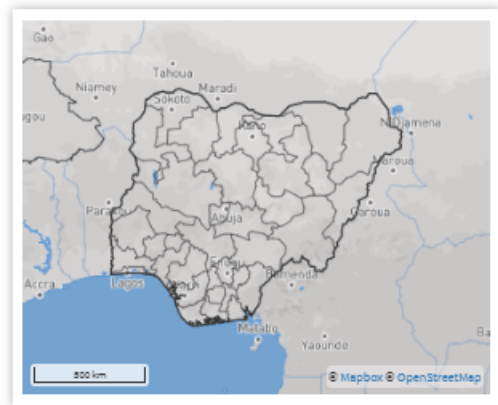 Gao
Tahoua
Niamey
Maradi
Sokoto
Kano
N'Djamena
Maroua
Garoua
Abuja
Enugu
Bamenda
Lagos
Accra
Malabo
Yaounde
500 km
© Mapbox © OpenStreetMap